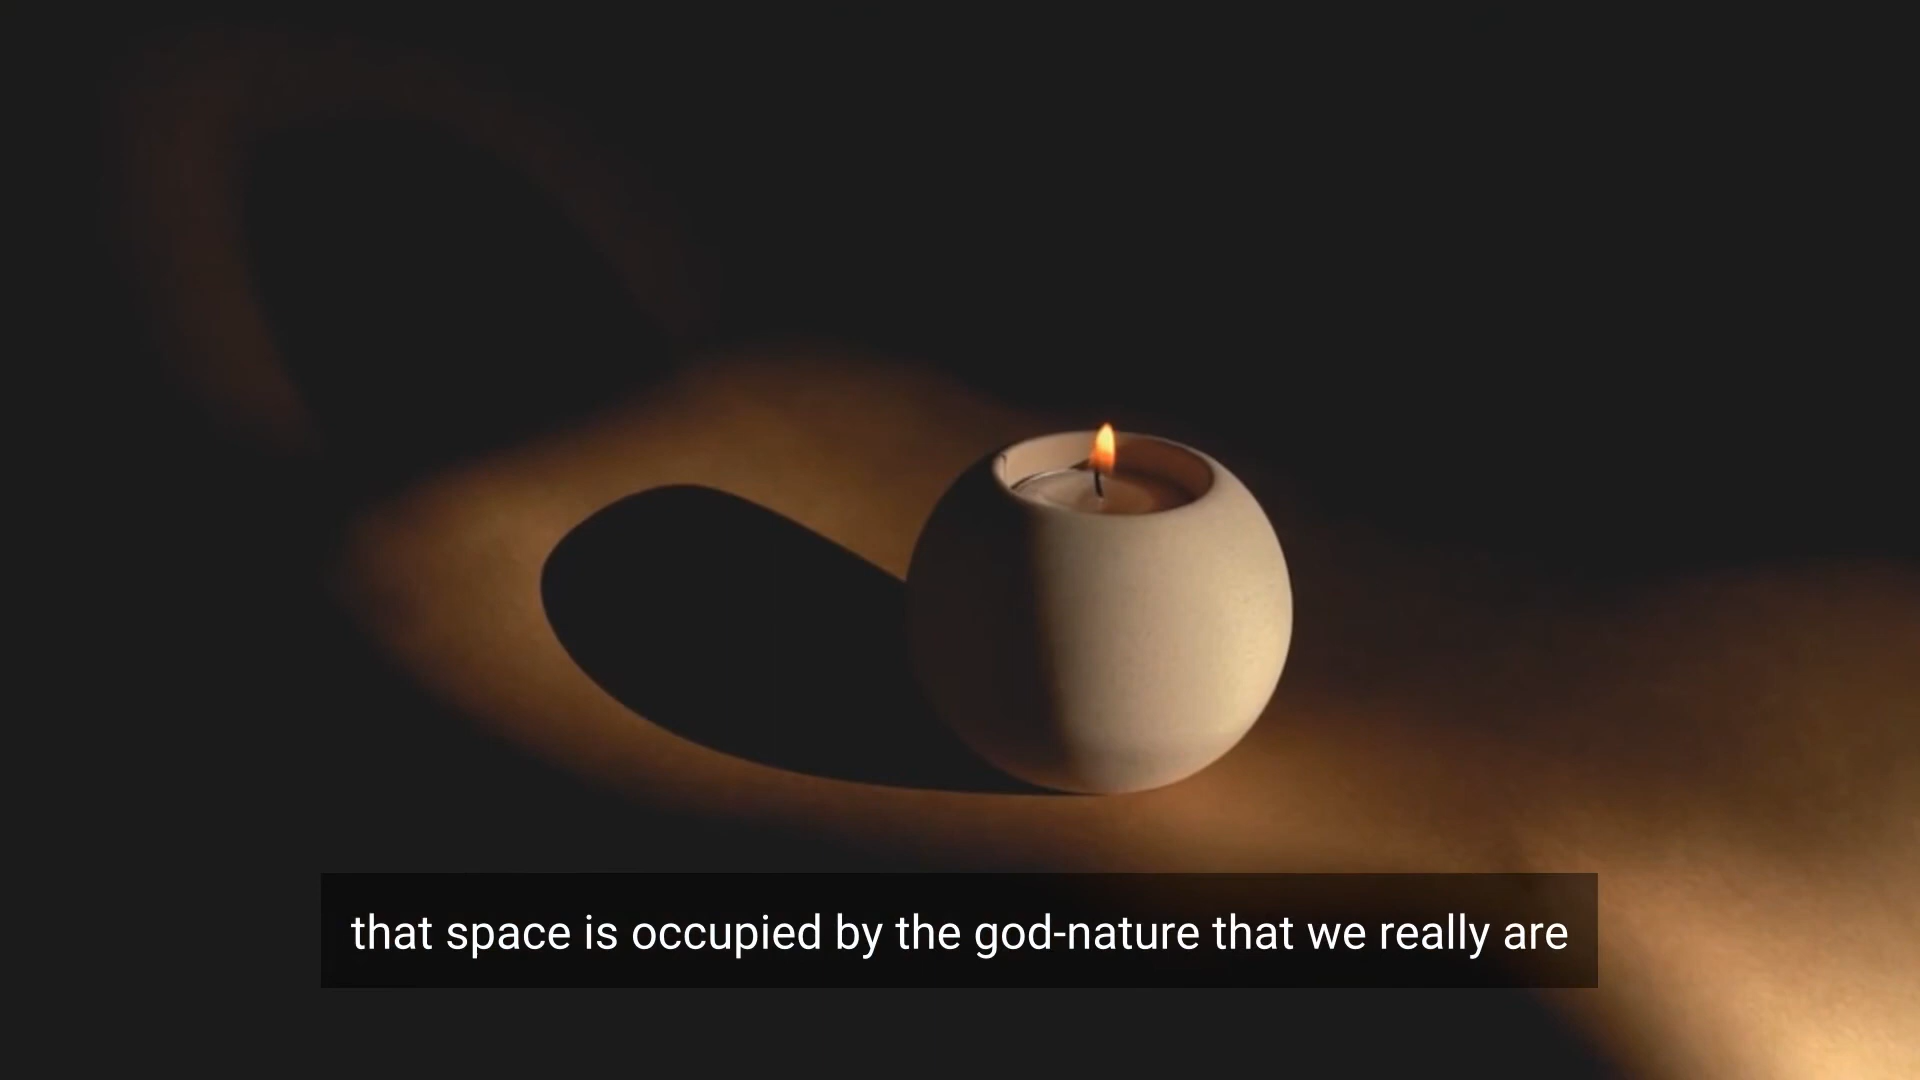 that space is occupied by the god-nature that we really are